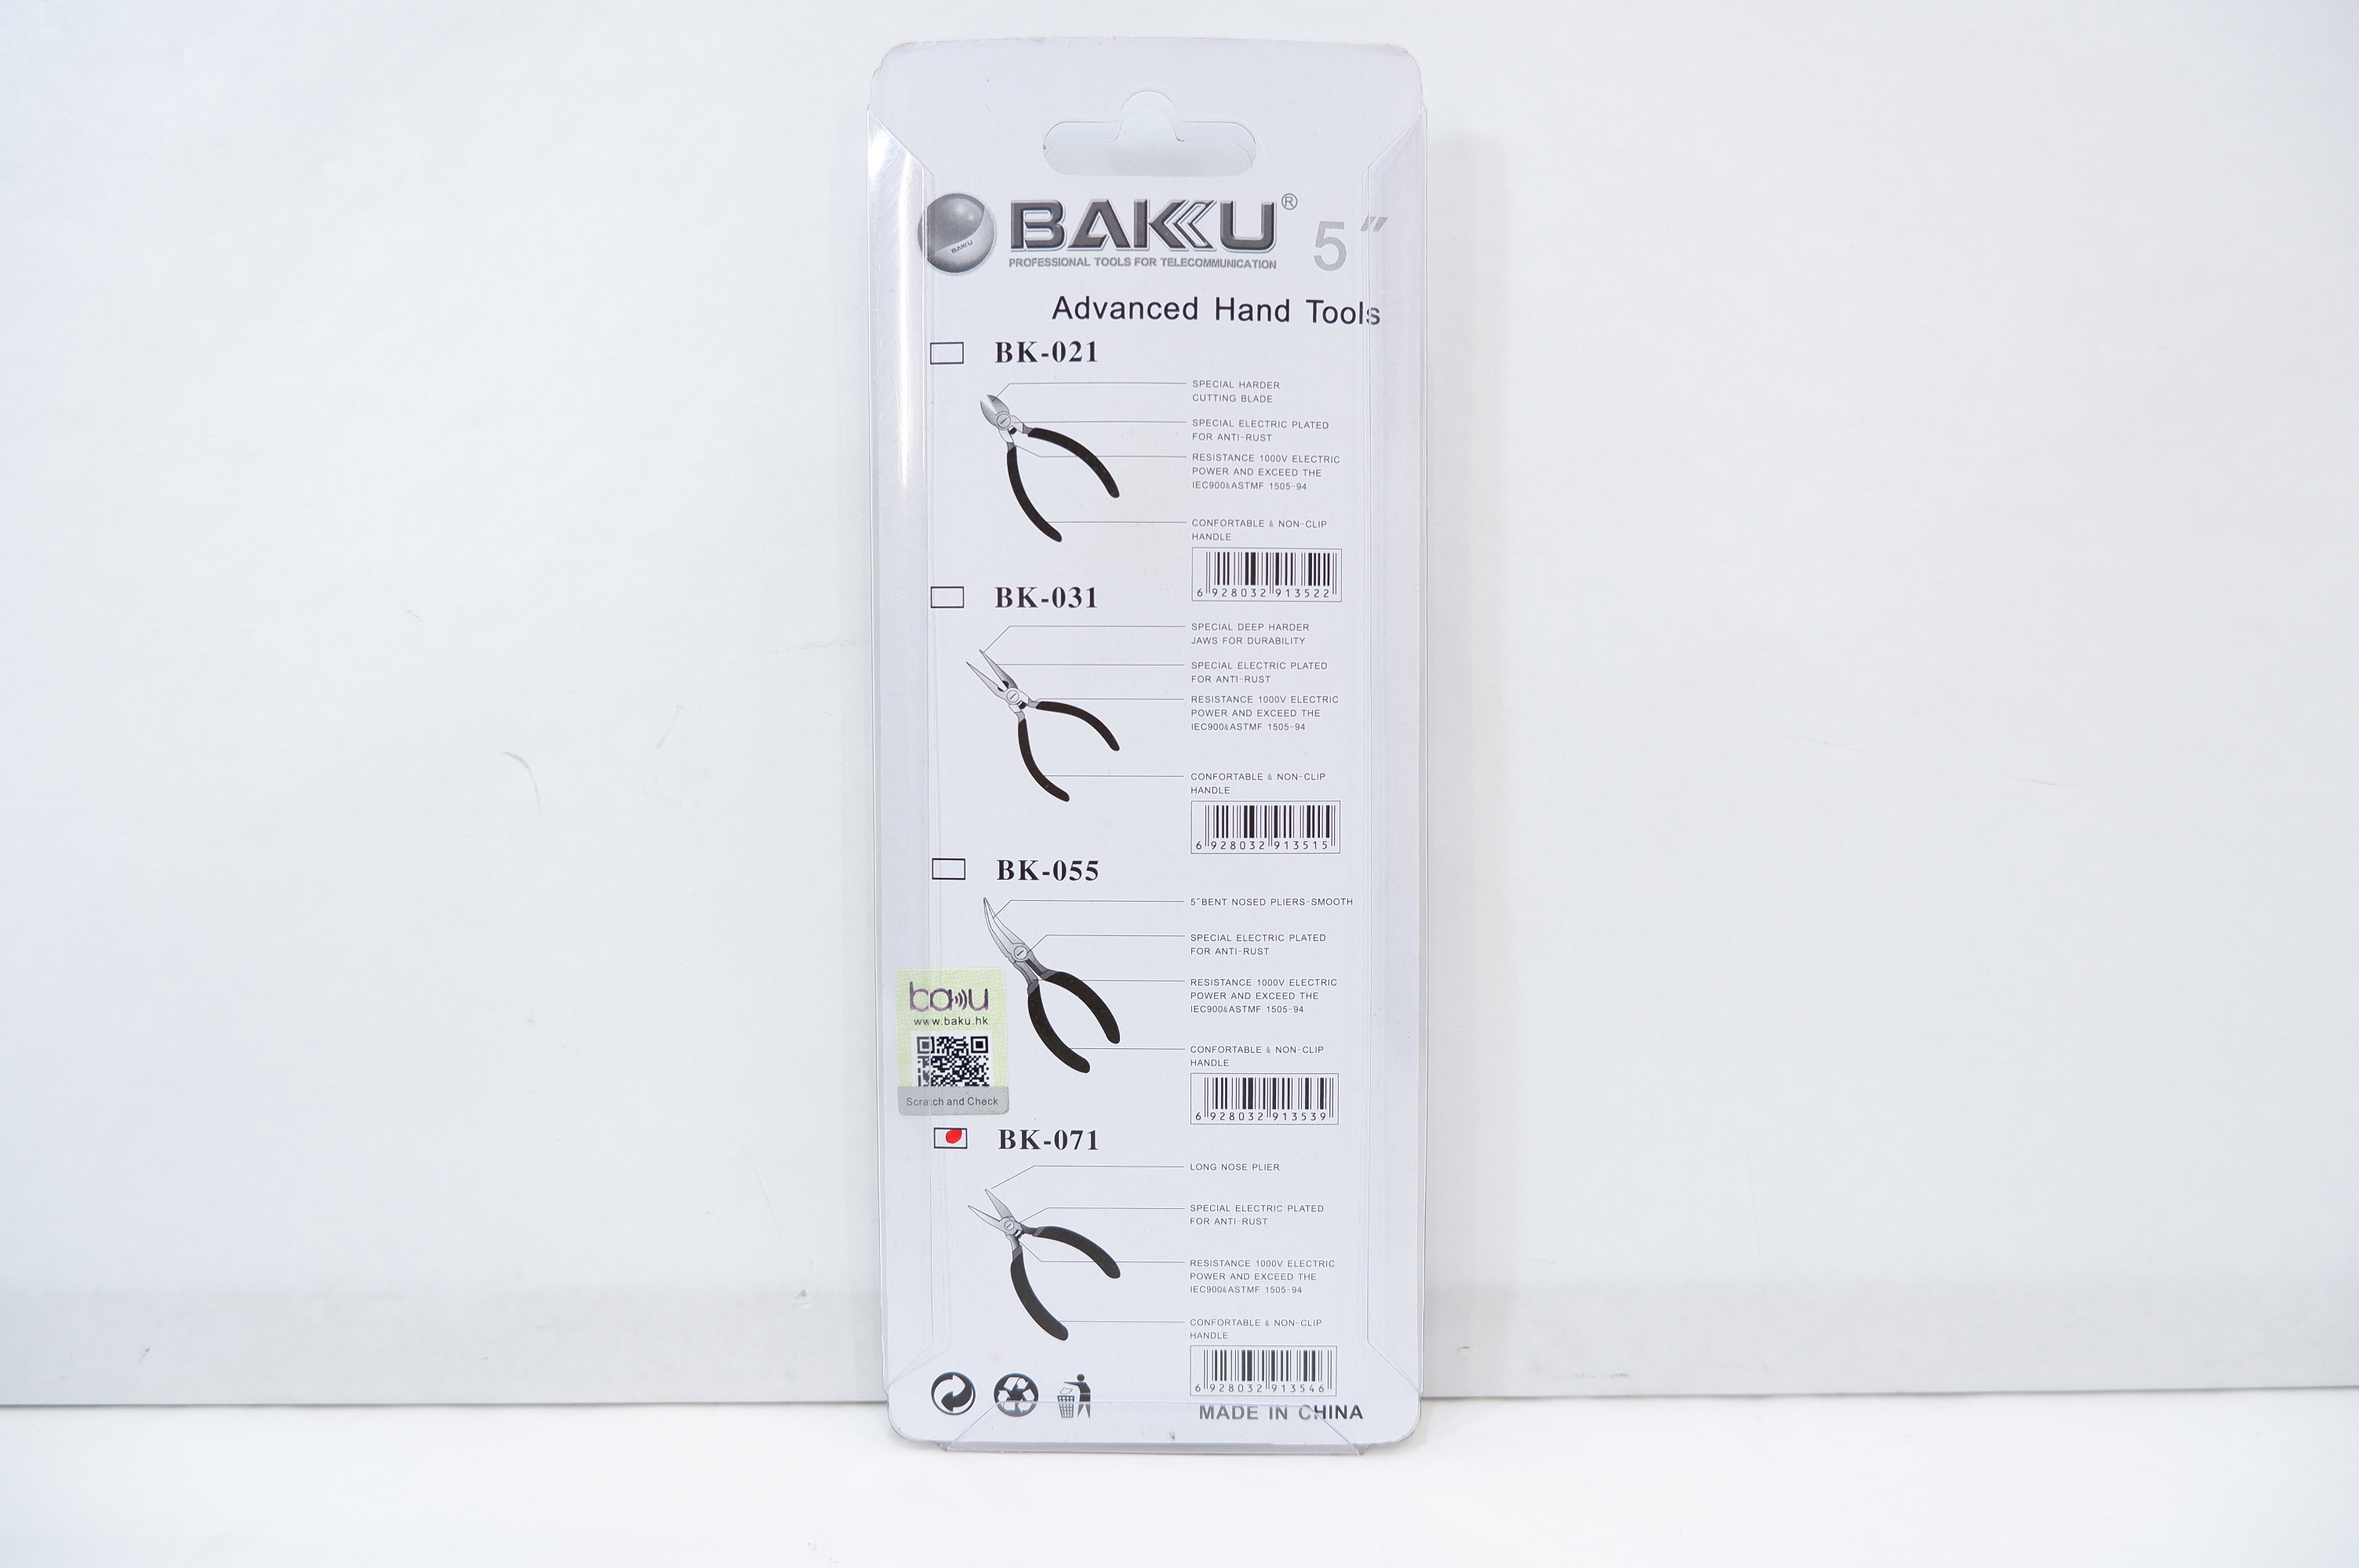 BAKU
BAKU® 5"
PROFESSIONAL TOOLS FOR TELECOMMUNICATION
Advanced Hand Tools
BK-021
SPECIAL HARDER
CUTTING BLADE
SPECIAL ELECTRIC PLATED
FOR ANTI-RUST
RESISTANCE 1000V ELECTRIC
POWER AND EXCEED THE
IEC900&ASTMF 1505-94
CONFORTABLE & NON-CLIP
HANDLE
6 928032 913522
BK-031
SPECIAL DEEP HARDER
JAWS FOR DURABILITY
SPECIAL ELECTRIC PLATED
FOR ANTI-RUST
RESISTANCE 1000V ELECTRIC
POWER AND EXCEED THE
IEC900&ASTMF 1505-94
CONFORTABLE & NON-CLIP
HANDLE
6 928032 913515
BK-055
5"BENT NOSED PLIERS-SMOOTH
SPECIAL ELECTRIC PLATED
FOR ANTI-RUST
RESISTANCE 1000V ELECTRIC
POWER AND EXCEED THE
IEC900&ASTMF 1505-94
CONFORTABLE & NON-CLIP
HANDLE
6 928032 913539
baku
www.baku.hk
Scratch and Check
BK-071
LONG NOSE PLIER
SPECIAL ELECTRIC PLATED
FOR ANTI-RUST
RESISTANCE 1000V ELECTRIC
POWER AND EXCEED THE
IEC900&ASTMF 1505-94
CONFORTABLE & NON-CLIP
HANDLE
6 928032 913546
MADE IN CHINA